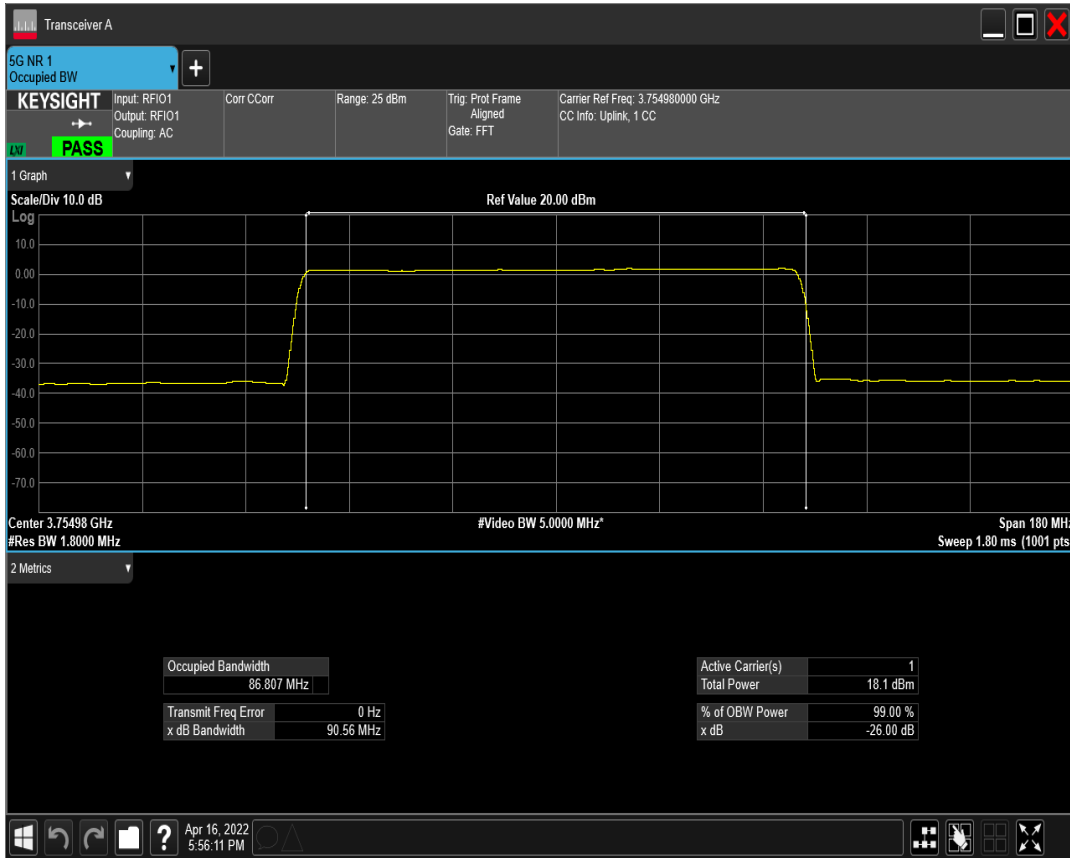 Transceiver A
5G NR 1
Occupied BW
+
KEYSIGHT
LXI
PASS
Input: RFIO1
Output: RFIO1
Coupling: AC
Corr CCorr
Range: 25 dBm
Trig: Prot Frame
Aligned
Gate: FFT
Carrier Ref Freq: 3.754980000 GHz
CC Info: Uplink, 1 CC
1 Graph
Scale/Div 10.0 dB
Ref Value 20.00 dBm
Log
10.0
0.00
-10.0
-20.0
-30.0
-40.0
-50.0
-60.0
-70.0
Center 3.75498 GHz
#Video BW 5.0000 MHz*
Span 180 MHz
#Res BW 1.8000 MHz
Sweep 1.80 ms (1001 pts
2 Metrics
Occupied Bandwidth
86.807 MHz
Transmit Freq Error 0 Hz
x dB Bandwidth 90.56 MHz
Active Carrier(s) 1
Total Power 18.1 dBm
% of OBW Power 99.00 %
x dB -26.00 dB
?
Apr 16, 2022
5:56:11 PM